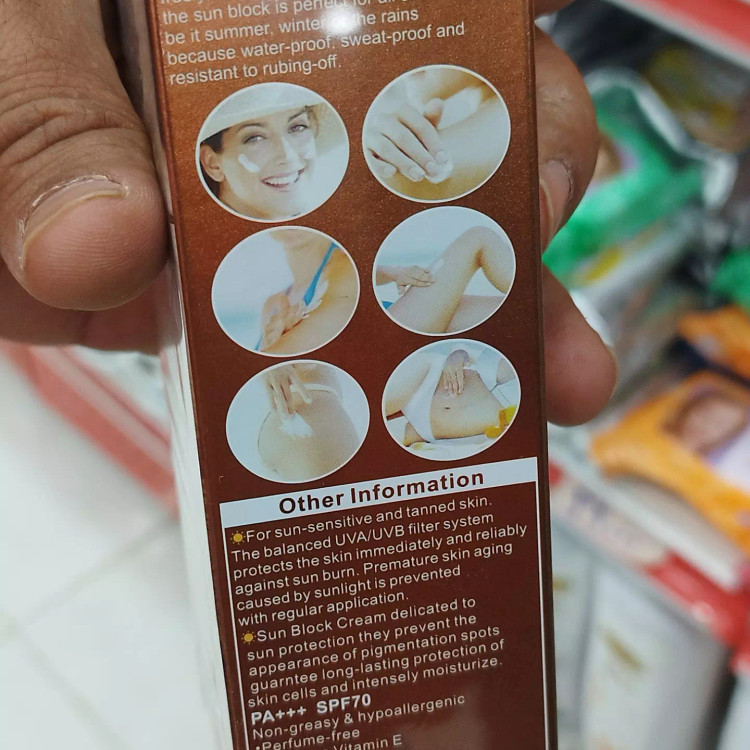 the sun block is perfect for all
be it summer, winter the rains
because water-proof, sweat-proof and
resistant to rubing-off.
Other Information
For sun-sensitive and tanned skin.
The balanced UVA/UVB filter system
protects the skin immediately and reliably
against sun burn. Premature skin aging
caused by sunlight is prevented
with regular application.
Sun Block Cream delicated to
sun protection they prevent the
appearance of pigmentation spots
guarntee long-lasting protection of
skin cells and intensely moisturize.
PA+++ SPF70
Non-greasy & hypoallergenic
•Perfume-free
Vitamin E